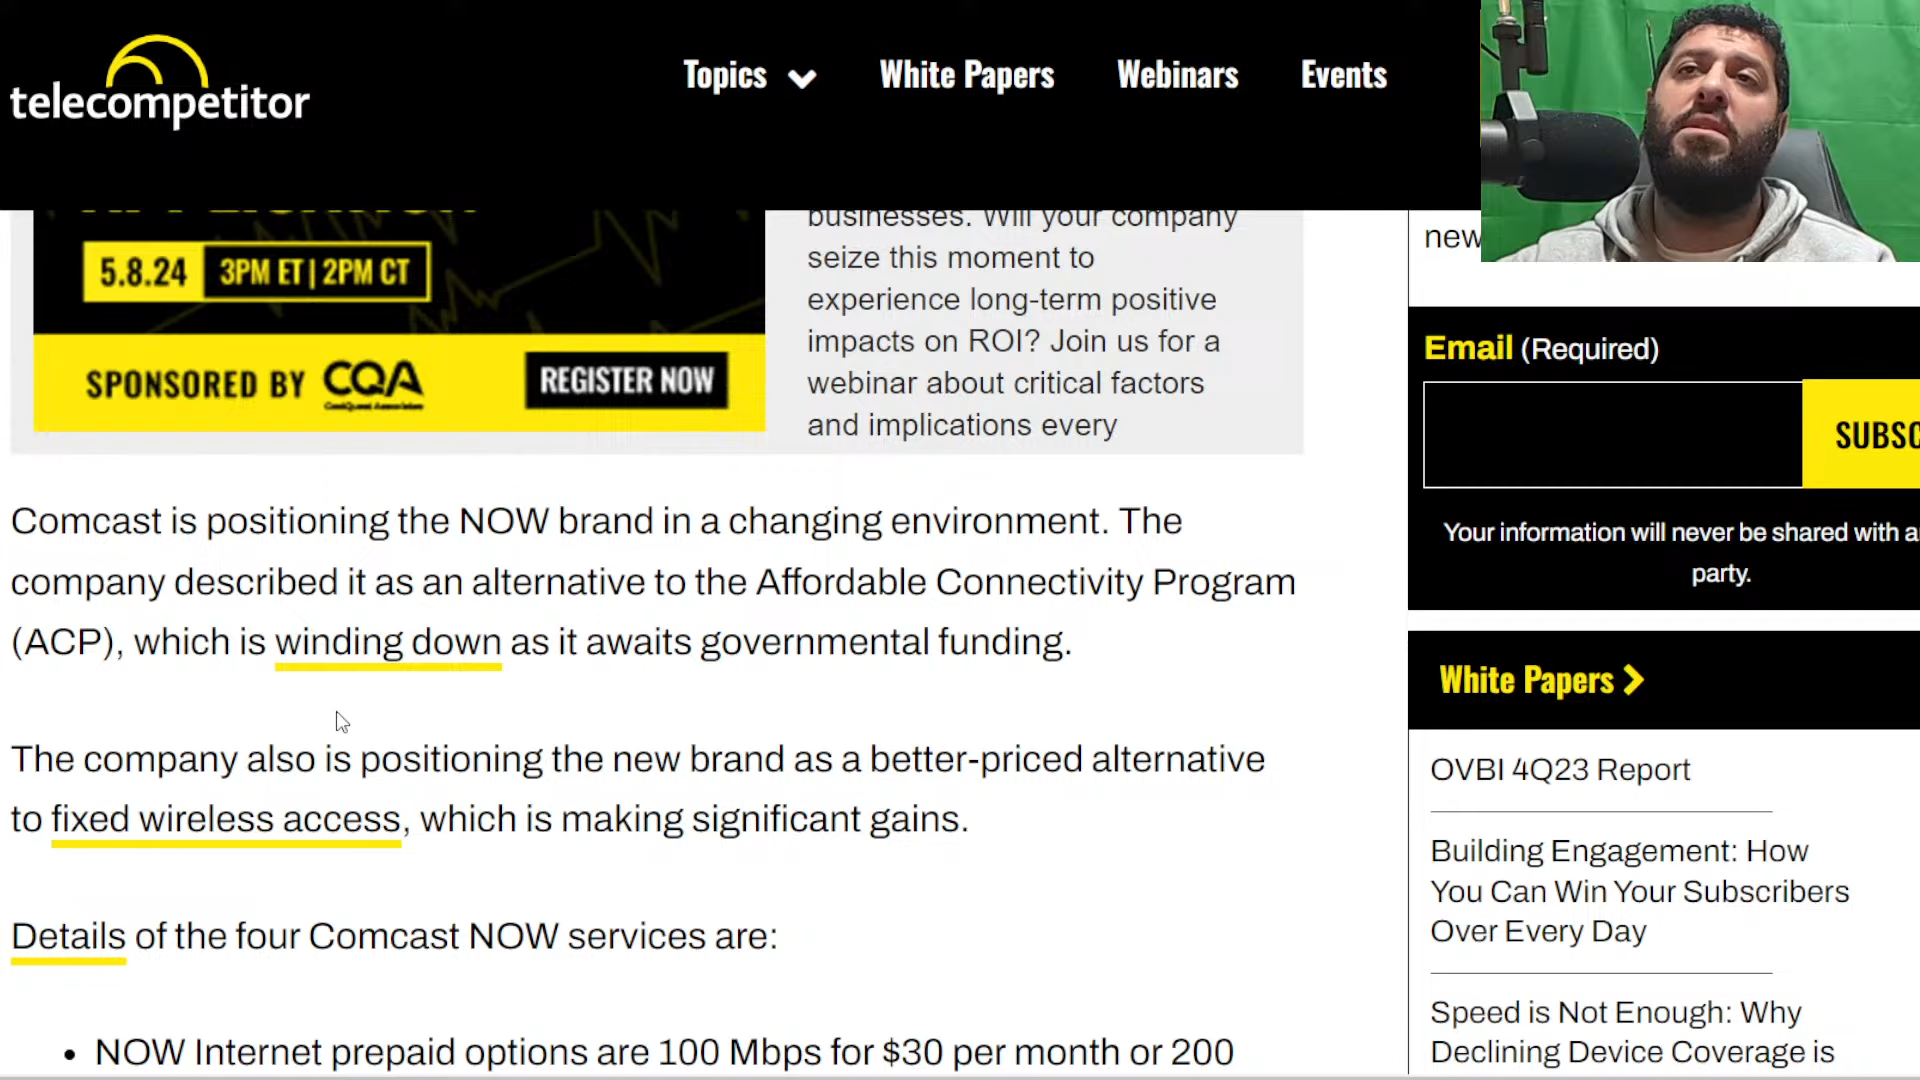 telecompetitor
Topics
White Papers
Webinars
Events
5.8.24
3PM ET | 2PM CT
SPONSORED BY CQA
REGISTER NOW
businesses. Will your company
seize this moment to
experience long-term positive
impacts on ROI? Join us for a
webinar about critical factors
and implications every
Comcast is positioning the NOW brand in a changing environment. The
company described it as an alternative to the Affordable Connectivity Program
(ACP), which is winding down as it awaits governmental funding.
The company also is positioning the new brand as a better-priced alternative
to fixed wireless access, which is making significant gains.
Details of the four Comcast NOW services are:
• NOW Internet prepaid options are 100 Mbps for $30 per month or 200
new
Email (Required)
SUBSC
Your information will never be shared with a
party.
White Papers
OVBI 4Q23 Report
Building Engagement: How
You Can Win Your Subscribers
Over Every Day
Speed is Not Enough: Why
Declining Device Coverage is